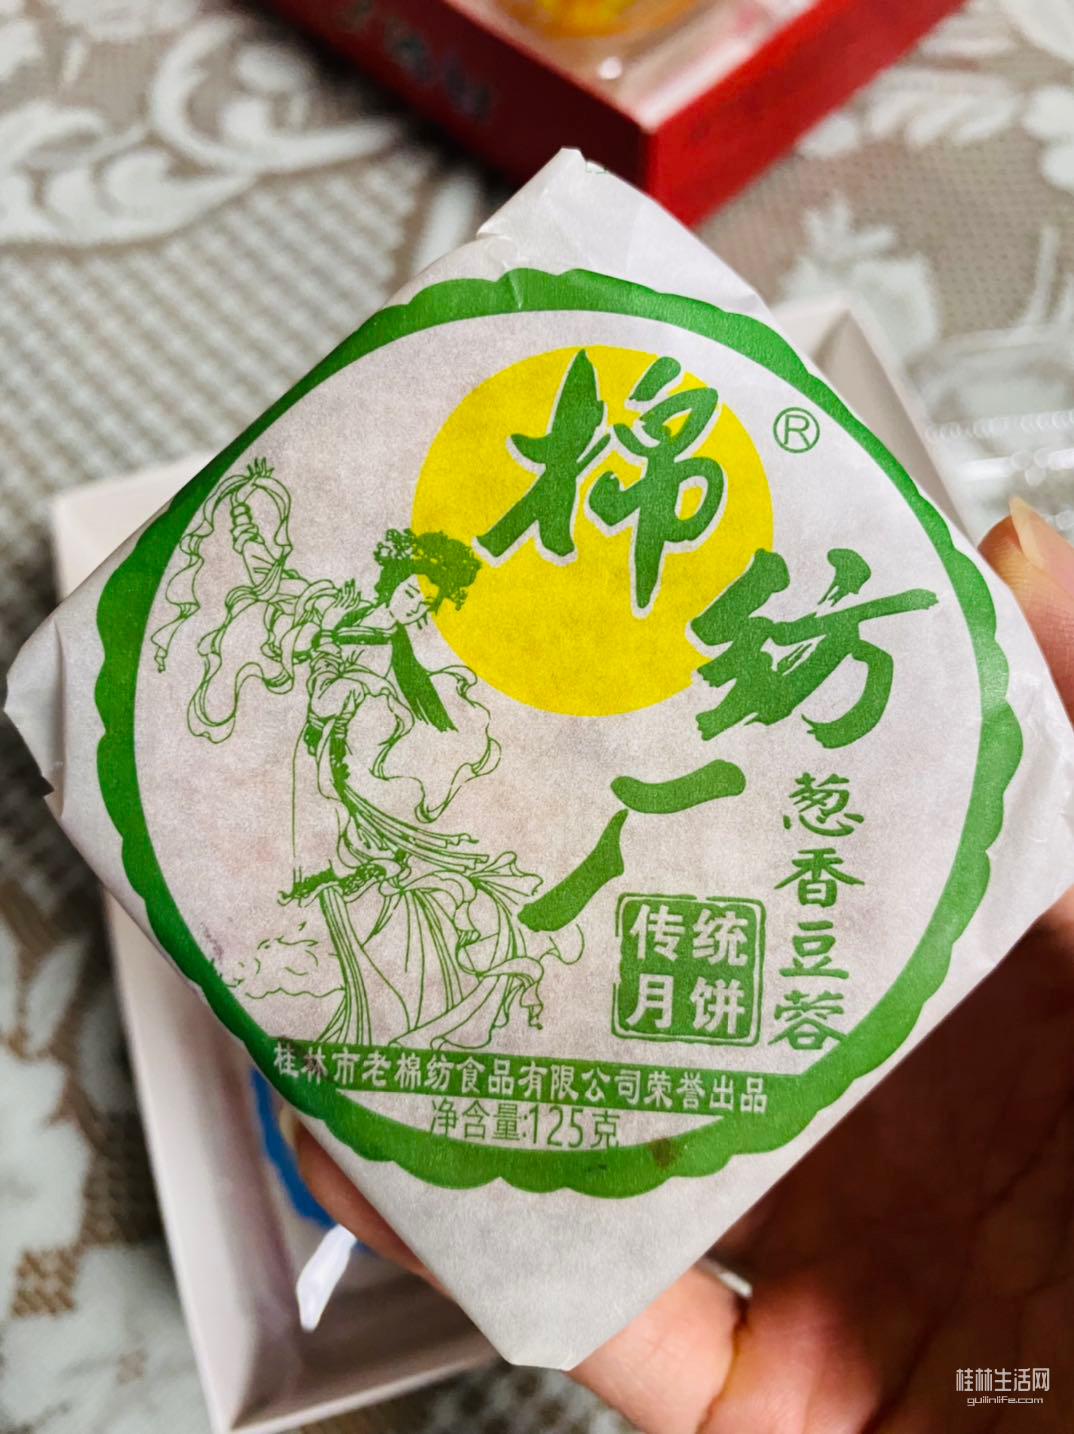 棉纺厂
®
葱香豆蓉
传统
月饼
桂林市老棉纺食品有限公司荣誉出品
净含量:125克
桂林生活网
guilinlife.com